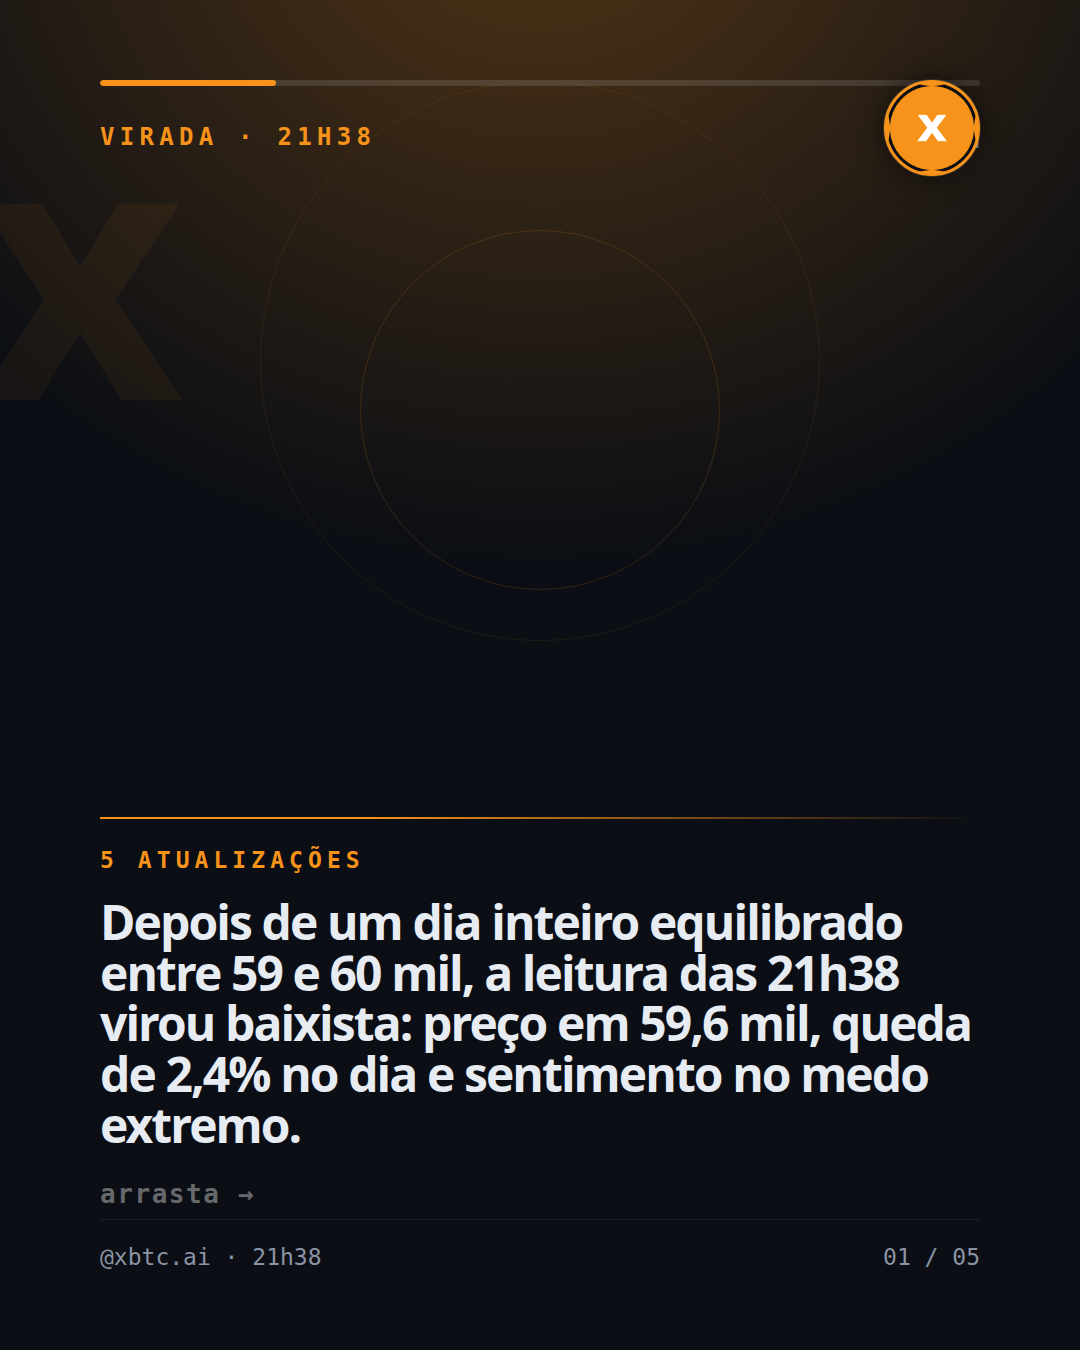 VIRADA · 21H38
x
x
5 ATUALIZAÇÕES
Depois de um dia inteiro equilibrado
entre 59 e 60 mil, a leitura das 21h38
virou baixista: preço em 59,6 mil, queda
de 2,4% no dia e sentimento no medo
extremo.
arrasta →
@xbtc.ai · 21h38
01 / 05